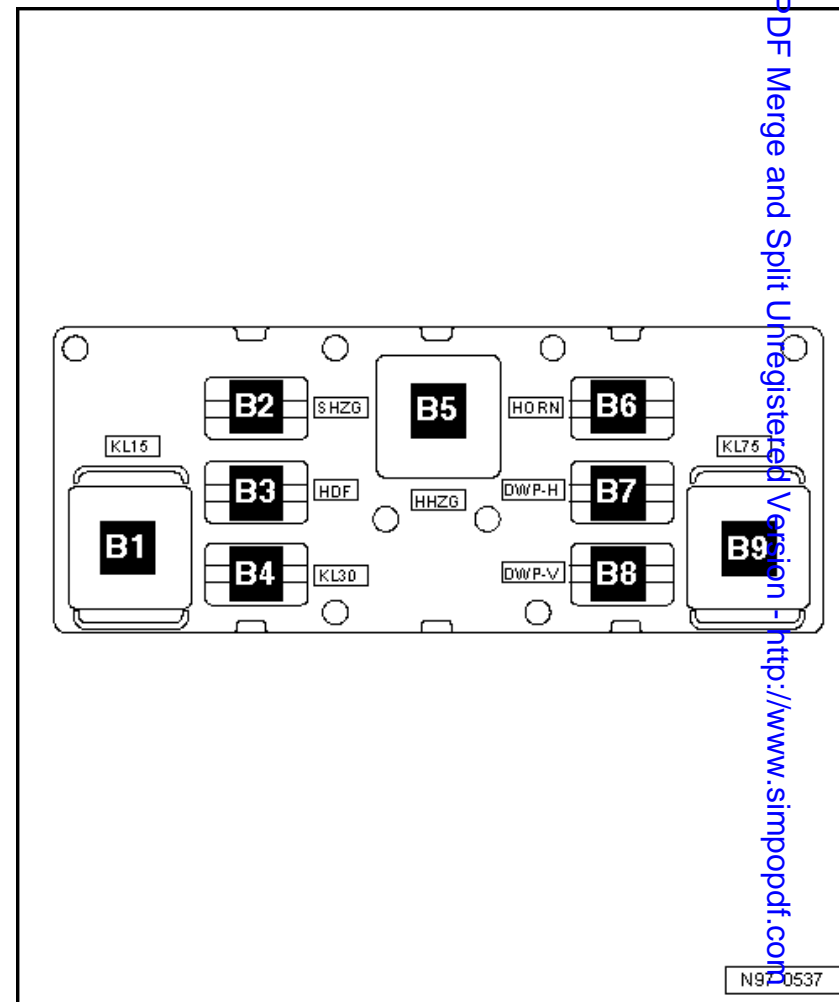 PDF Merge and Split Unregistered Version - http://www.simpopdf.com
B2 SHZG B5 HORN B6
KL15 KL75
B3 HDF HHZG DWP-H B7
B1 B9
B4 KL30 DWP-V B8
N97-0537